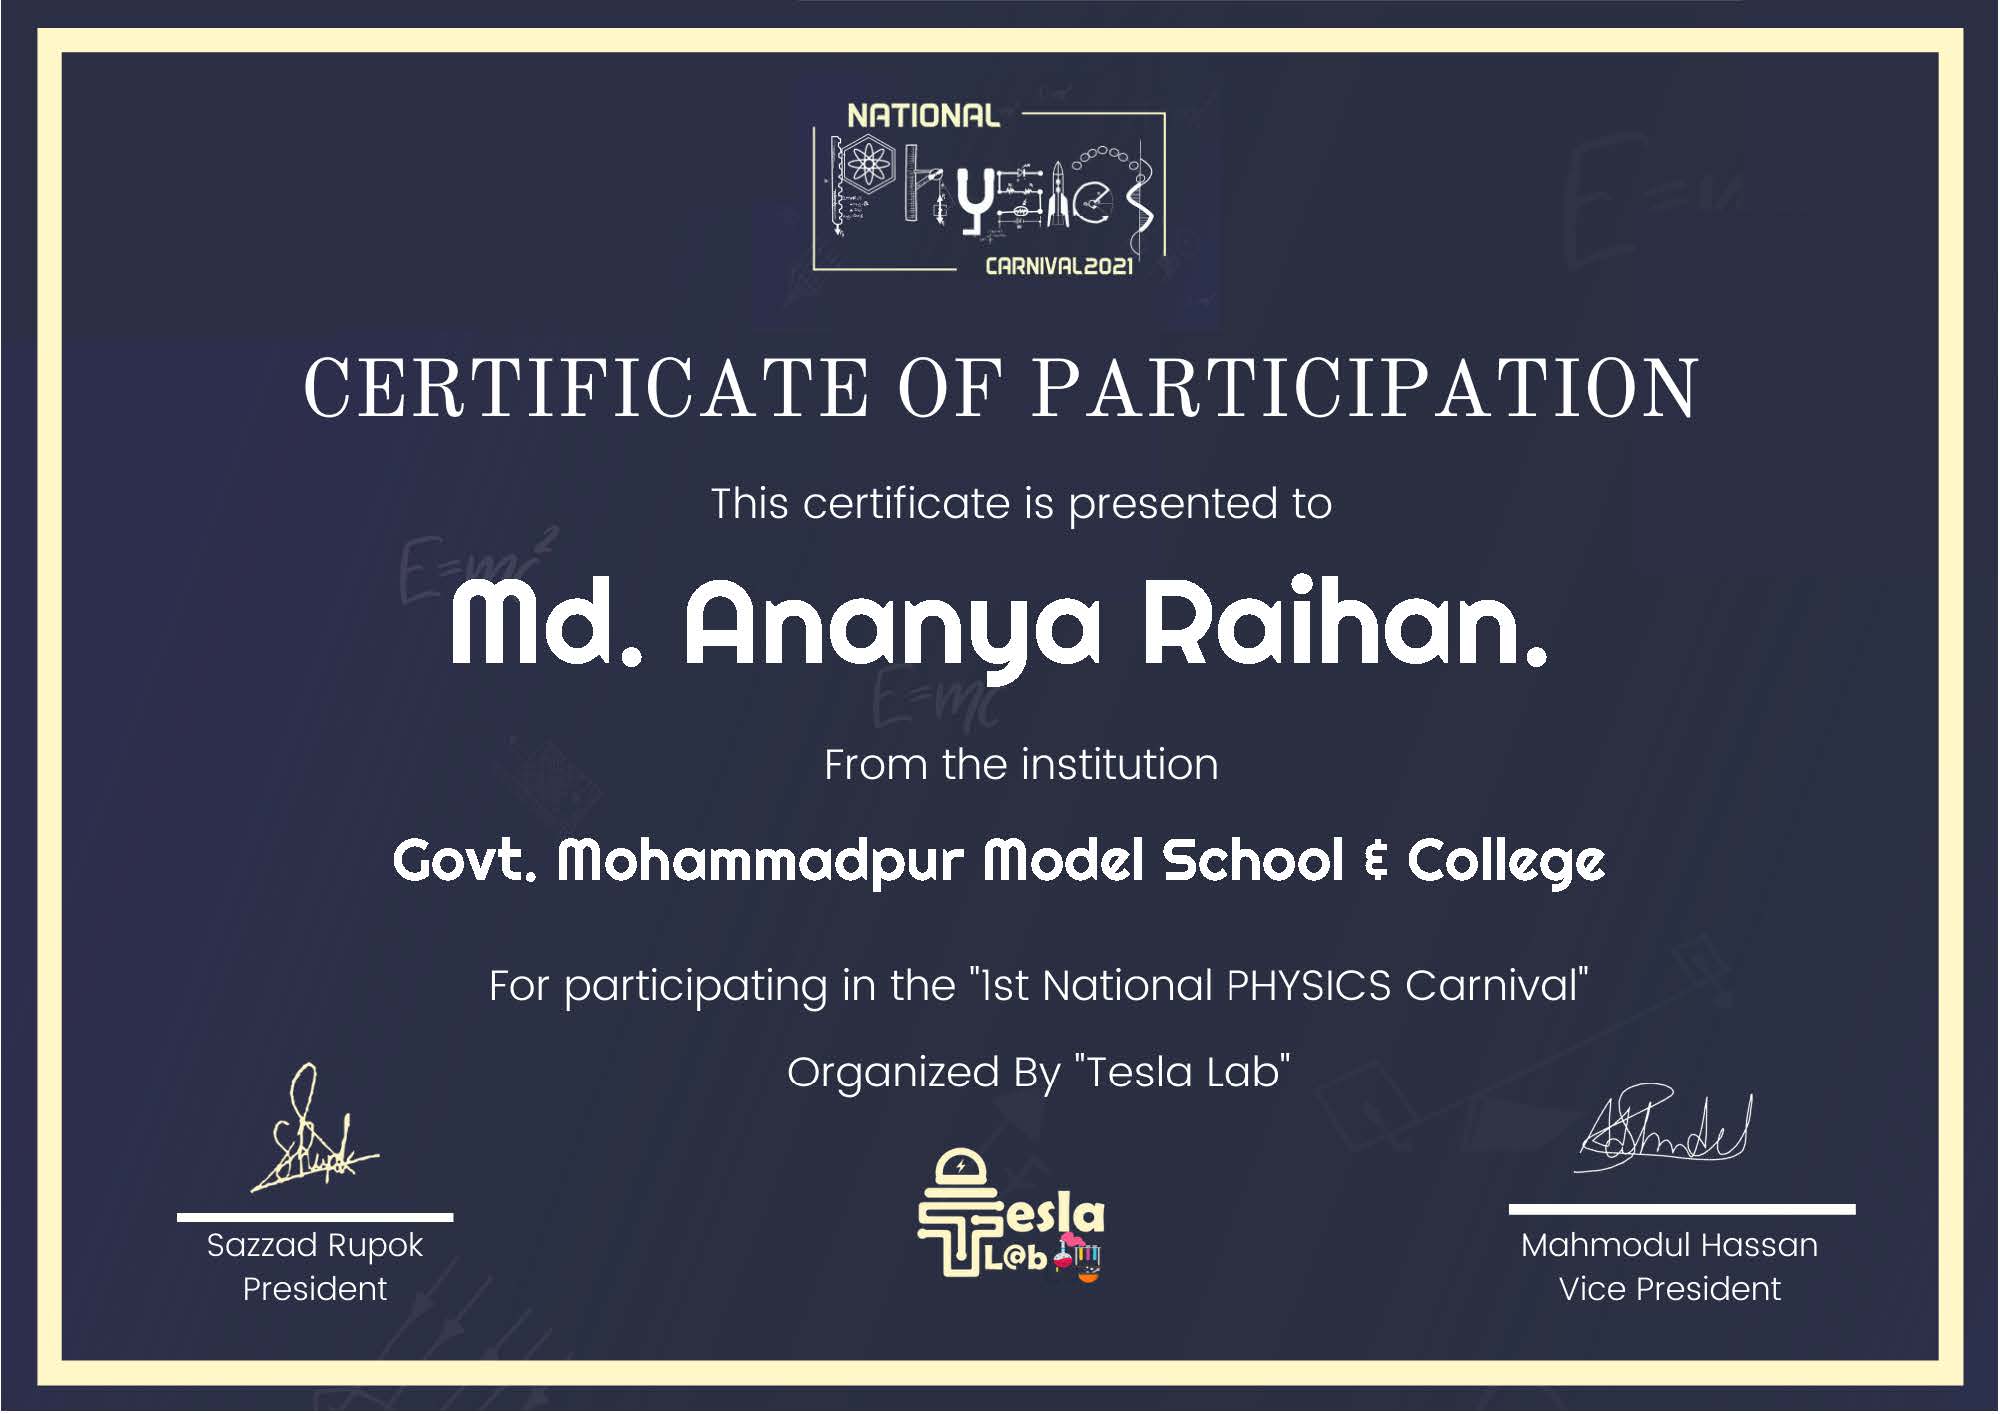 NATIONAL
Physics
CARNIVAL2021
CERTIFICATE OF PARTICIPATION
This certificate is presented to
E=mc²
Md. Ananya Raihan.
E=mc
From the institution
Govt. Mohammadpur Model School & College
For participating in the "1st National PHYSICS Carnival"
Organized By "Tesla Lab"
Tesla
L@b
Sazzad Rupok
President
Mahmodul Hassan
Vice President